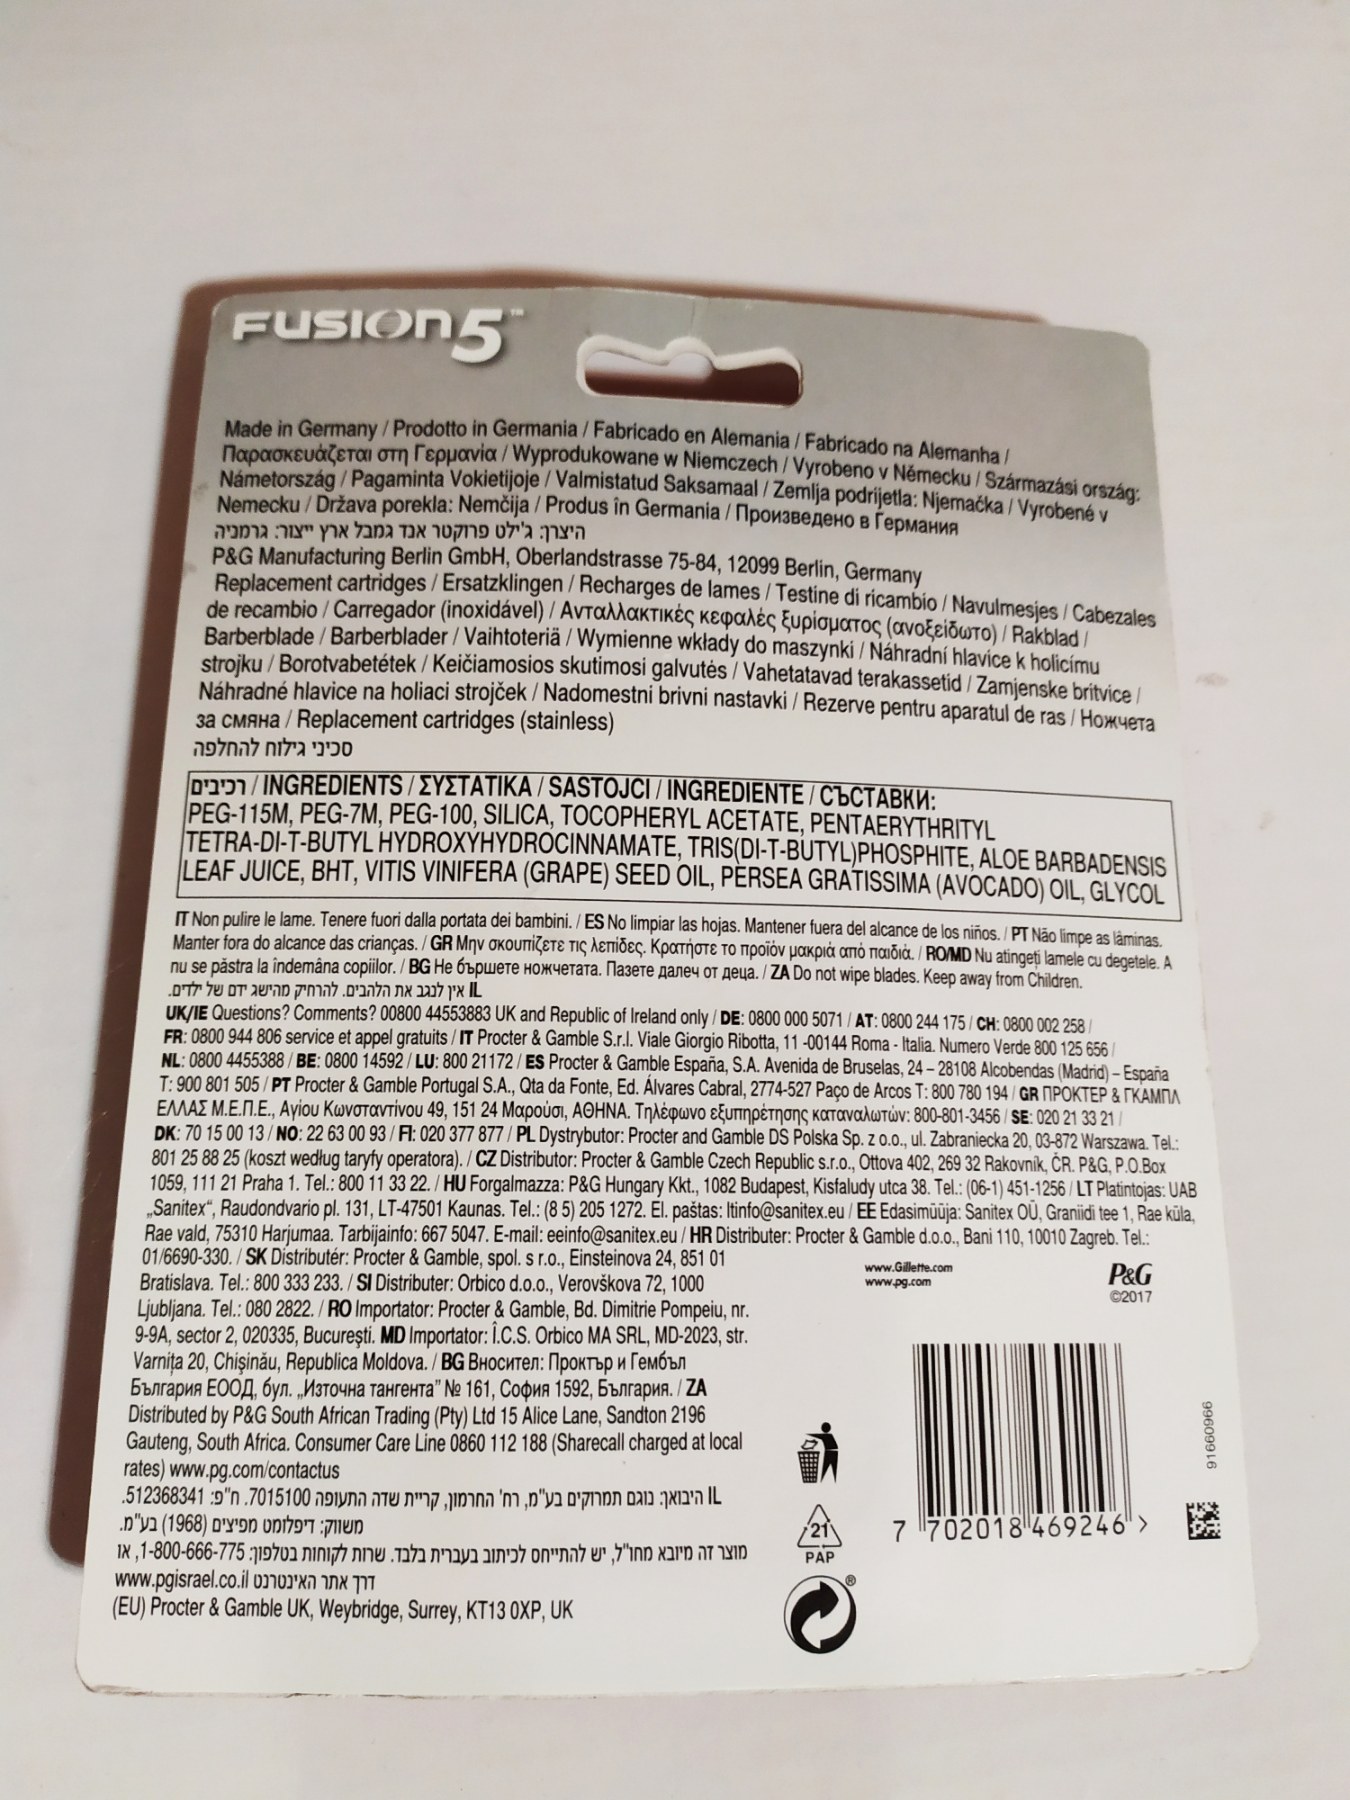 FUSION5™
Made in Germany / Prodotto in Germania / Fabricado en Alemania / Fabricado na Alemanha /
Παρασκευάζεται στη Γερμανία / Wyprodukowane w Niemczech / Vyrobeno v Německu / Származási ország:
Németország / Pagaminta Vokietijoje / Valmistatud Saksamaal / Zemlja podrijetla: Njemačka / Vyrobené v
Nemecku / Država porekla: Nemčija / Produs în Germania / Произведено в Германия
היצרן: ג'ילט פרוקטר אנד גמבל ארץ ייצור: גרמניה
P&G Manufacturing Berlin GmbH, Oberlandstrasse 75-84, 12099 Berlin, Germany
Replacement cartridges / Ersatzklingen / Recharges de lames / Testine di ricambio / Navulmesjes / Cabezales
de recambio / Carregador (inoxidável) / Ανταλλακτικές κεφαλές ξυρίσματος (ανοξείδωτο) / Rakblad /
Barberblade / Barberblader / Vaihtoteriä / Wymienne wkłady do maszynki / Náhradní hlavice k holicímu
strojku / Borotvabetétek / Keičiamosios skutimosi galvutės / Vahetatavad terakassetid / Zamjenske britvice /
Náhradné hlavice na holiaci strojček / Nadomestni brivni nastavki / Rezerve pentru aparatul de ras / Ножчета
за смяна / Replacement cartridges (stainless)
סכיני גילוח להחלפה
רכיבים / INGREDIENTS / ΣΥΣΤΑΤΙΚΑ / SASTOJCI / INGREDIENTE / СЪСТАВКИ:
PEG-115M, PEG-7M, PEG-100, SILICA, TOCOPHERYL ACETATE, PENTAERYTHRITYL
TETRA-DI-T-BUTYL HYDROXYHYDROCINNAMATE, TRIS(DI-T-BUTYL)PHOSPHITE, ALOE BARBADENSIS
LEAF JUICE, BHT, VITIS VINIFERA (GRAPE) SEED OIL, PERSEA GRATISSIMA (AVOCADO) OIL, GLYCOL
IT Non pulire le lame. Tenere fuori dalla portata dei bambini. / ES No limpiar las hojas. Mantener fuera del alcance de los niños. / PT Não limpe as lâminas.
Manter fora do alcance das crianças. / GR Μην σκουπίζετε τις λεπίδες. Κρατήστε το προϊόν μακριά από παιδιά. / RO/MD Nu atingeți lamele cu degetele. A
nu se păstra la îndemâna copiilor. / BG Не бършете ножчетата. Пазете далеч от деца. / ZA Do not wipe blades. Keep away from Children.
IL אין לנגב את הלהבים. להרחיק מהישג ידם של ילדים.
UK/IE Questions? Comments? 00800 44553883 UK and Republic of Ireland only / DE: 0800 000 5071 / AT: 0800 244 175 / CH: 0800 002 258 /
FR: 0800 944 806 service et appel gratuits / IT Procter & Gamble S.r.l. Viale Giorgio Ribotta, 11 -00144 Roma - Italia. Numero Verde 800 125 656 /
NL: 0800 4455388 / BE: 0800 14592 / LU: 800 21172 / ES Procter & Gamble España, S.A. Avenida de Bruselas, 24 – 28108 Alcobendas (Madrid) – España
T: 900 801 505 / PT Procter & Gamble Portugal S.A., Qta da Fonte, Ed. Álvares Cabral, 2774-527 Paço de Arcos T: 800 780 194 / GR ΠΡΟΚΤΕΡ & ΓΚΑΜΠΛ
ΕΛΛΑΣ Μ.Ε.Π.Ε., Αγίου Κωνσταντίνου 49, 151 24 Μαρούσι, ΑΘΗΝΑ. Τηλέφωνο εξυπηρέτησης καταναλωτών: 800-801-3456 / SE: 020 21 33 21 /
DK: 70 15 00 13 / NO: 22 63 00 93 / FI: 020 377 877 / PL Dystrybutor: Procter and Gamble DS Polska Sp. z o.o., ul. Zabraniecka 20, 03-872 Warszawa. Tel.:
801 25 88 25 (koszt według taryfy operatora). / CZ Distributor: Procter & Gamble Czech Republic s.r.o., Ottova 402, 269 32 Rakovník, ČR. P&G, P.O.Box
1059, 111 21 Praha 1. Tel.: 800 11 33 22. / HU Forgalmazza: P&G Hungary Kkt., 1082 Budapest, Kisfaludy utca 38. Tel.: (06-1) 451-1256 / LT Platintojas: UAB
„Sanitex", Raudondvario pl. 131, LT-47501 Kaunas. Tel.: (8 5) 205 1272. El. paštas: ltinfo@sanitex.eu / EE Edasimüüja: Sanitex OÜ, Graniidi tee 1, Rae küla,
Rae vald, 75310 Harjumaa. Tarbijainfo: 667 5047. E-mail: eeinfo@sanitex.eu / HR Distributer: Procter & Gamble d.o.o., Bani 110, 10010 Zagreb. Tel.:
01/6690-330. / SK Distribútér: Procter & Gamble, spol. s r.o., Einsteinova 24, 851 01
Bratislava. Tel.: 800 333 233. / SI Distributer: Orbico d.o.o., Verovškova 72, 1000
Ljubljana. Tel.: 080 2822. / RO Importator: Procter & Gamble, Bd. Dimitrie Pompeiu, nr.
9-9A, sector 2, 020335, Bucureşti. MD Importator: Î.C.S. Orbico MA SRL, MD-2023, str.
Varnița 20, Chişinău, Republica Moldova. / BG Вносител: Проктър и Гембъл
България ЕООД, бул. „Източна тангента" № 161, София 1592, България. / ZA
Distributed by P&G South African Trading (Pty) Ltd 15 Alice Lane, Sandton 2196
Gauteng, South Africa. Consumer Care Line 0860 112 188 (Sharecall charged at local
rates) www.pg.com/contactus
IL היבואן: נוגם תמרוקים בע"מ, רח' החרמון, קריית שדה התעופה 7015100. ח"פ: 512368341.
משווק: דיפלומט מפיצים (1968) בע"מ.
מוצר זה מיובא מחו"ל, יש להתייחס לכיתוב בעברית בלבד. שרות לקוחות בטלפון: 1-800-666-775, או
דרך אתר האינטרנט www.pgisrael.co.il
(EU) Procter & Gamble UK, Weybridge, Surrey, KT13 0XP, UK
www.Gillette.com
www.pg.com
P&G
©2017
7 702018 469246 >
91660966
21
PAP
®